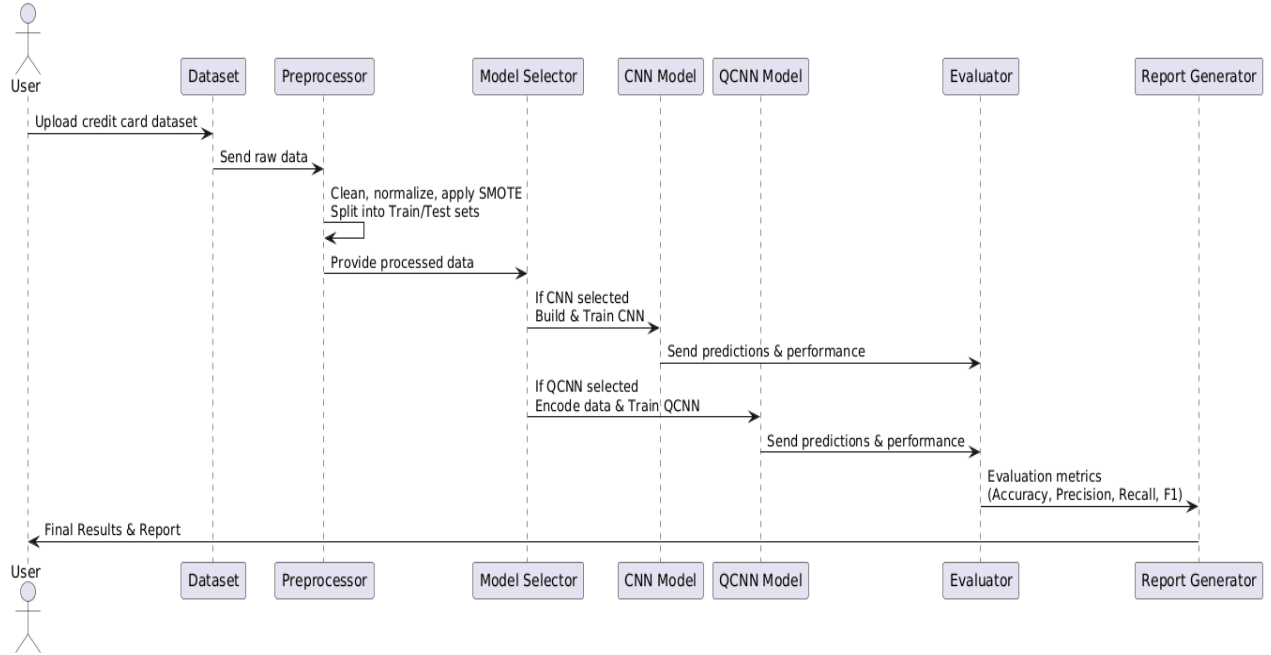 User
Dataset
Preprocessor
Model Selector
CNN Model
QCNN Model
Evaluator
Report Generator
Upload credit card dataset
Send raw data
Clean, normalize, apply SMOTE
Split into Train/Test sets
Provide processed data
If CNN selected
Build & Train CNN
Send predictions & performance
If QCNN selected
Encode data & Train QCNN
Send predictions & performance
Evaluation metrics
(Accuracy, Precision, Recall, F1)
Final Results & Report
User
Dataset
Preprocessor
Model Selector
CNN Model
QCNN Model
Evaluator
Report Generator